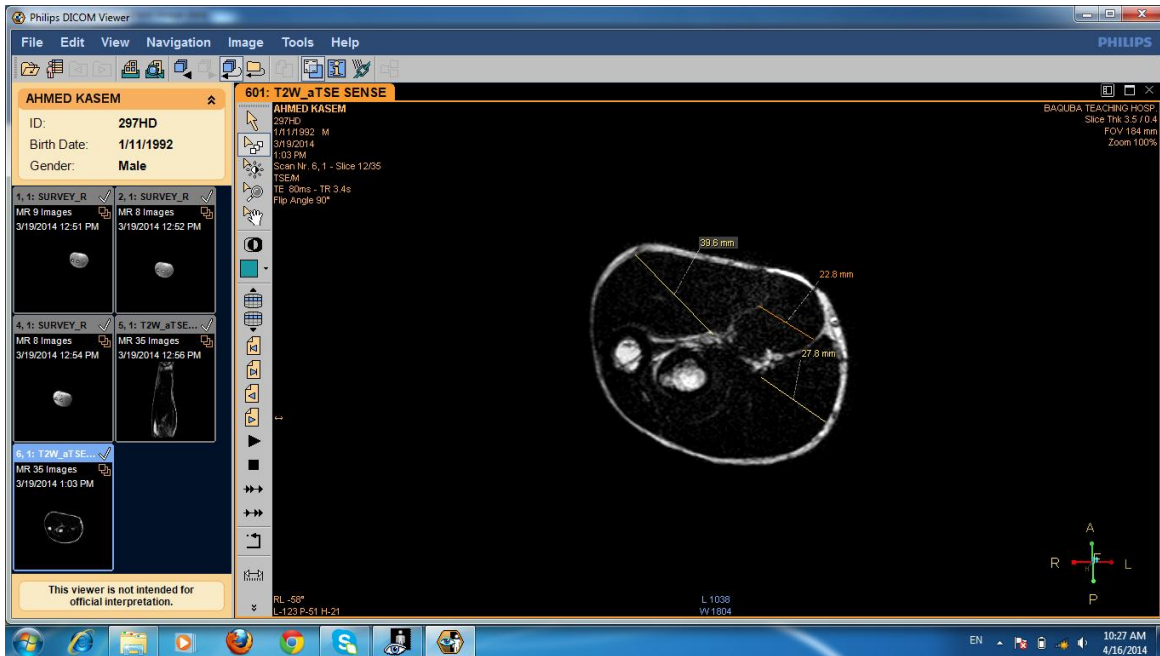 Philips DICOM Viewer
File Edit View Navigation Image Tools Help
PHILIPS
AHMED KASEM
ID: 297HD
Birth Date: 1/11/1992
Gender: Male
1, 1: SURVEY_R
MR 9 Images
3/19/2014 12:51 PM
2, 1: SURVEY_R
MR 8 Images
3/19/2014 12:52 PM
4, 1: SURVEY_R
MR 8 Images
3/19/2014 12:54 PM
5, 1: T2W_aTSE...
MR 35 Images
3/19/2014 12:56 PM
6, 1: T2W_aTSE...
MR 35 Images
3/19/2014 1:03 PM
This viewer is not intended for
official interpretation.
601: T2W_aTSE SENSE
AHMED KASEM
297HD
1/11/1992 M
3/19/2014
1:03 PM
Scan Nr. 6, 1 - Slice 12/35
TSE/M
TE 80ms - TR 3.4s
Flip Angle 90°
BAQUBA TEACHING HOSP.
Slice Thk 3.5 / 0.4
FOV 184 mm
Zoom 100%
39.6 mm
22.8 mm
27.8 mm
A
R
F
H
L
P
RL -58°
L-123 P-51 H-21
L 1038
W 1804
EN
10:27 AM
4/16/2014